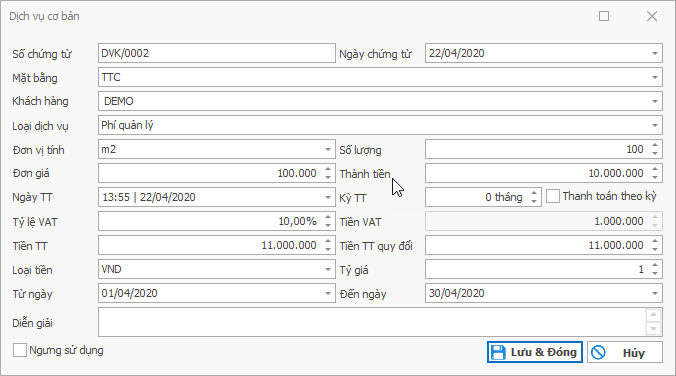 Dịch vụ cơ bản
Số chứng từ DVK/0002 Ngày chứng từ 22/04/2020
Mặt bằng TTC
Khách hàng DEMO
Loại dịch vụ Phí quản lý
Đơn vị tính m2 Số lượng 100
Đơn giá 100.000 Thành tiền 10.000.000
Ngày TT 13:55 | 22/04/2020 Kỳ TT 0 tháng Thanh toán theo kỳ
Tỷ lệ VAT 10,00% Tiền VAT 1.000.000
Tiền TT 11.000.000 Tiền TT quy đổi 11.000.000
Loại tiền VND Tỷ giá 1
Từ ngày 01/04/2020 Đến ngày 30/04/2020
Diễn giải
Ngưng sử dụng Lưu & Đóng Hủy